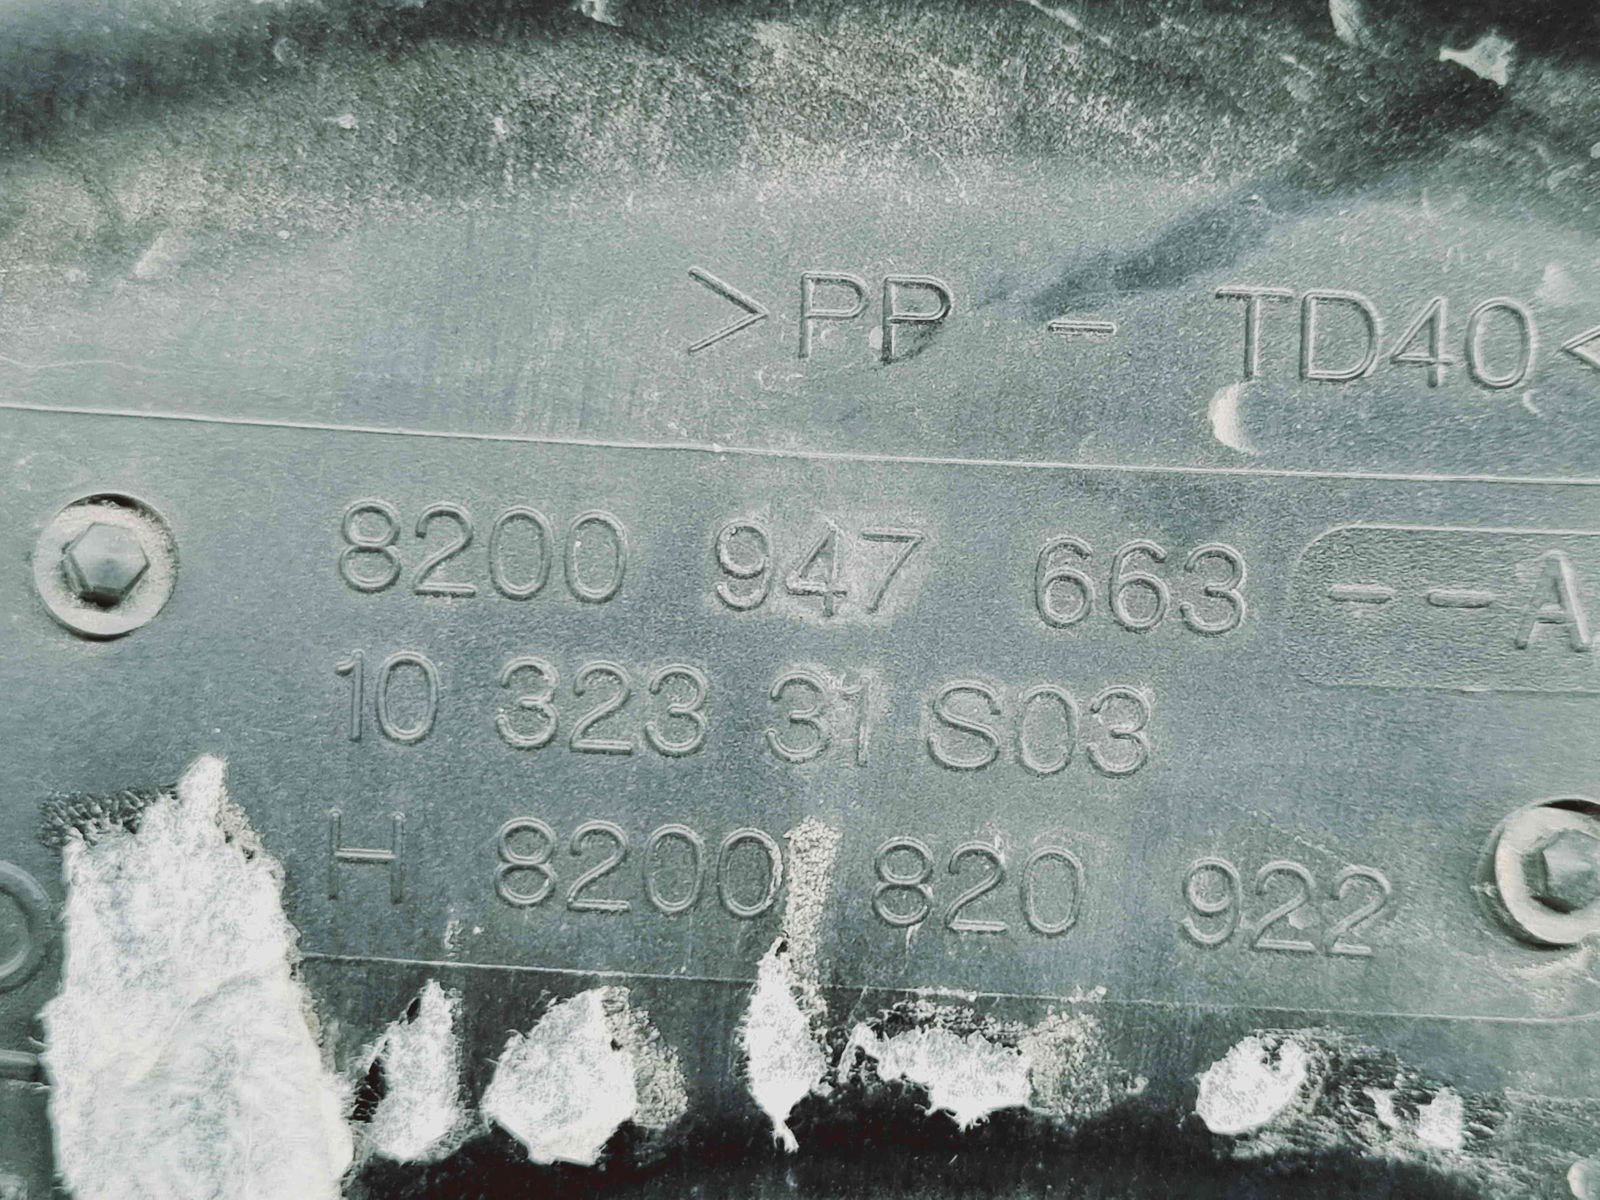 >PP - TD40<
8200 947 663 --A
10 323 31 S03
H 8200 820 922